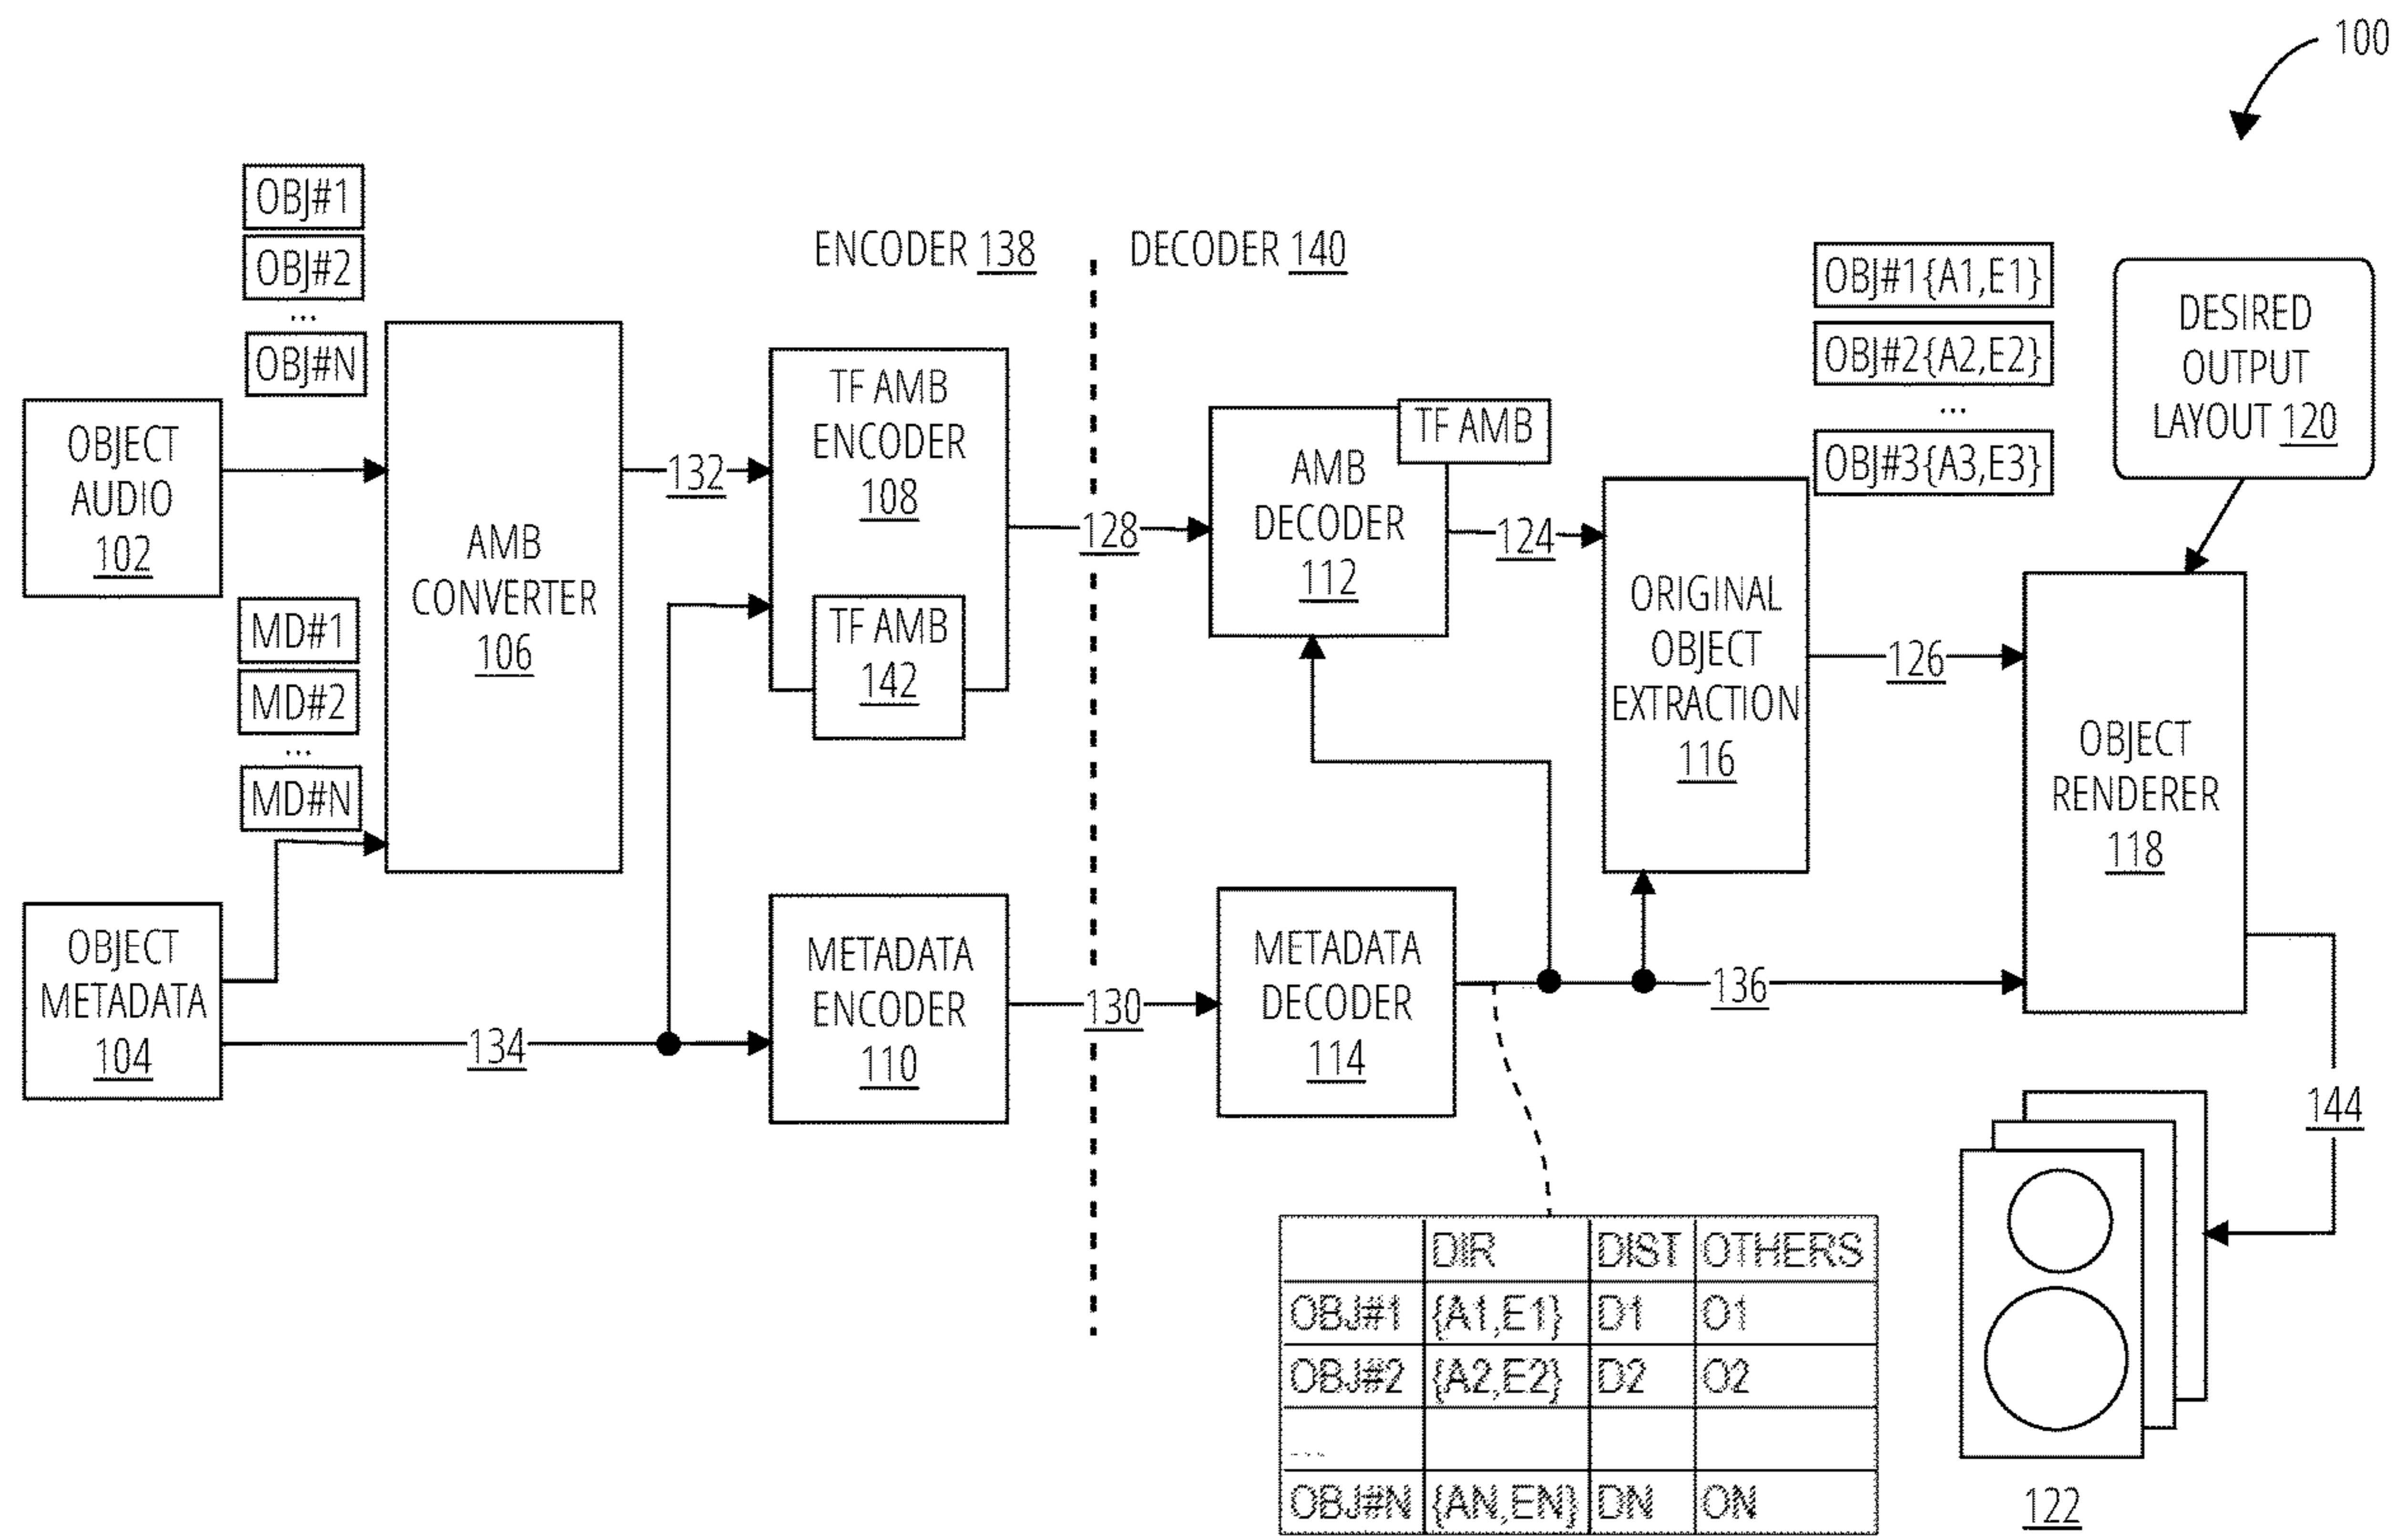 100
OBJ#1
OBJ#2
...
OBJ#N
ENCODER 138
DECODER 140
OBJ#1{A1,E1}
OBJ#2{A2,E2}
...
OBJ#3{A3,E3}
DESIRED
OUTPUT
LAYOUT 120
OBJECT
AUDIO
102
MD#1
MD#2
...
MD#N
AMB
CONVERTER
106
132
TF AMB
ENCODER
108
TF AMB
142
128
TF AMB
AMB
DECODER
112
124
ORIGINAL
OBJECT
EXTRACTION
116
126
OBJECT
RENDERER
118
OBJECT
METADATA
104
134
METADATA
ENCODER
110
130
METADATA
DECODER
114
136
144
DIR DIST OTHERS
OBJ#1 {A1,E1} D1 O1
OBJ#2 {A2,E2} D2 O2
...
OBJ#N {AN,EN} DN ON
122